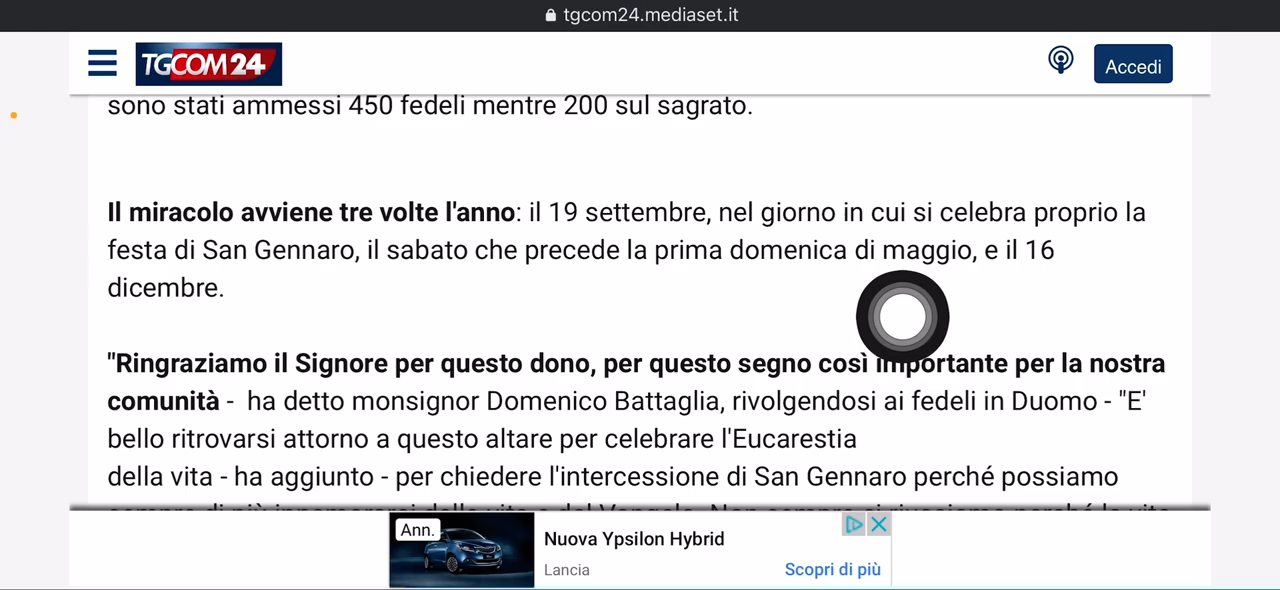 tgcom24.mediaset.it
TGCOM24
Accedi
sono stati ammessi 450 fedeli mentre 200 sul sagrato.
Il miracolo avviene tre volte l'anno: il 19 settembre, nel giorno in cui si celebra proprio la
festa di San Gennaro, il sabato che precede la prima domenica di maggio, e il 16
dicembre.
"Ringraziamo il Signore per questo dono, per questo segno così importante per la nostra
comunità - ha detto monsignor Domenico Battaglia, rivolgendosi ai fedeli in Duomo - "E'
bello ritrovarsi attorno a questo altare per celebrare l'Eucarestia
della vita - ha aggiunto - per chiedere l'intercessione di San Gennaro perché possiamo
Ann.
Nuova Ypsilon Hybrid
Lancia
Scopri di più